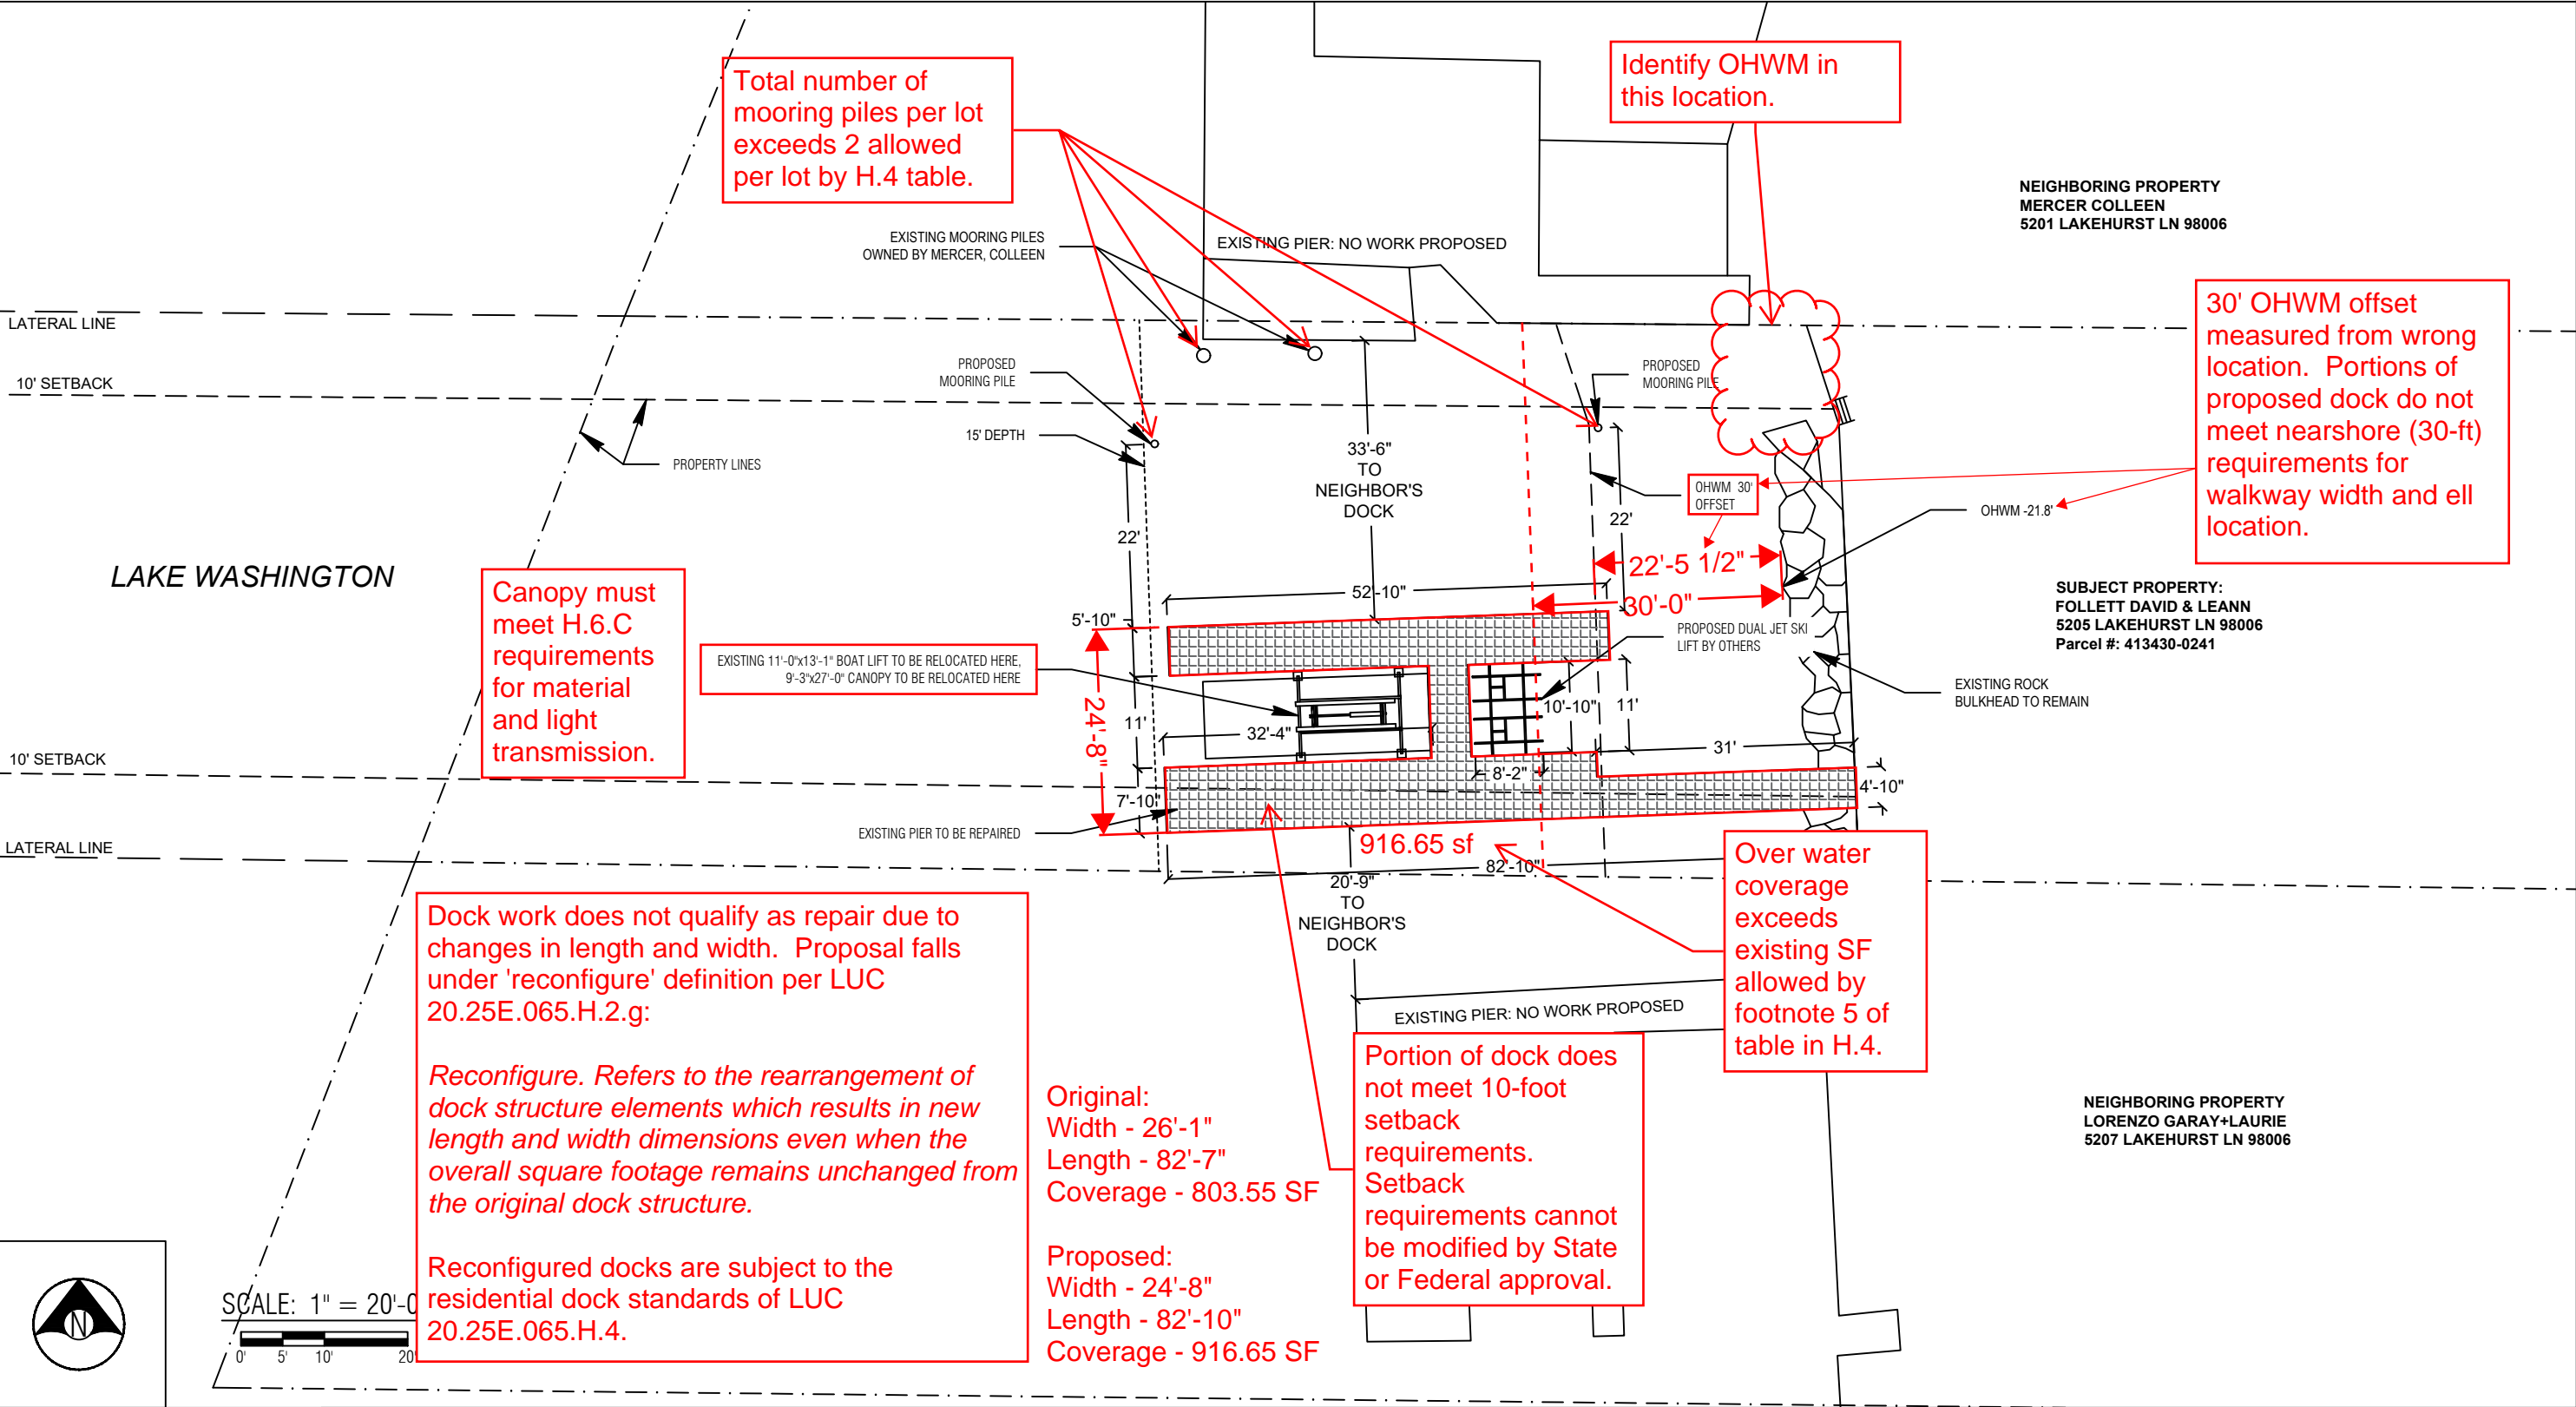 Total number of
mooring piles per lot
exceeds 2 allowed
per lot by H.4 table.
Identify OHWM in
this location.
NEIGHBORING PROPERTY
MERCER COLLEEN
5201 LAKEHURST LN 98006
EXISTING MOORING PILES
OWNED BY MERCER, COLLEEN
EXISTING PIER: NO WORK PROPOSED
30' OHWM offset
measured from wrong
location. Portions of
proposed dock do not
meet nearshore (30-ft)
requirements for
walkway width and ell
location.
LATERAL LINE
10' SETBACK
PROPOSED
MOORING PILE
PROPOSED
MOORING PILE
15' DEPTH
PROPERTY LINES
33'-6"
TO
NEIGHBOR'S
DOCK
OHWM 30'
OFFSET
OHWM -21.8'
22'
22'
22'-5 1/2"
30'-0"
LAKE WASHINGTON
Canopy must
meet H.6.C
requirements
for material
and light
transmission.
52'-10"
5'-10"
SUBJECT PROPERTY:
FOLLETT DAVID & LEANN
5205 LAKEHURST LN 98006
Parcel #: 413430-0241
PROPOSED DUAL JET SKI
LIFT BY OTHERS
EXISTING 11'-0"x13'-1" BOAT LIFT TO BE RELOCATED HERE,
9'-3"x27'-0" CANOPY TO BE RELOCATED HERE
EXISTING ROCK
BULKHEAD TO REMAIN
24'-8"
11'
32'-4"
10'-10"
11'
31'
8'-2"
4'-10"
10' SETBACK
7'-10"
EXISTING PIER TO BE REPAIRED
LATERAL LINE
916.65 sf
82'-10"
20'-9"
TO
NEIGHBOR'S
DOCK
Over water
coverage
exceeds
existing SF
allowed by
footnote 5 of
table in H.4.
EXISTING PIER: NO WORK PROPOSED
Dock work does not qualify as repair due to
changes in length and width. Proposal falls
under 'reconfigure' definition per LUC
20.25E.065.H.2.g:
Reconfigure. Refers to the rearrangement of
dock structure elements which results in new
length and width dimensions even when the
overall square footage remains unchanged from
the original dock structure.
Reconfigured docks are subject to the
residential dock standards of LUC
20.25E.065.H.4.
Original:
Width - 26'-1"
Length - 82'-7"
Coverage - 803.55 SF
Proposed:
Width - 24'-8"
Length - 82'-10"
Coverage - 916.65 SF
Portion of dock does
not meet 10-foot
setback
requirements.
Setback
requirements cannot
be modified by State
or Federal approval.
NEIGHBORING PROPERTY
LORENZO GARAY+LAURIE
5207 LAKEHURST LN 98006
N
SCALE: 1" = 20'-0
0' 5' 10' 20'